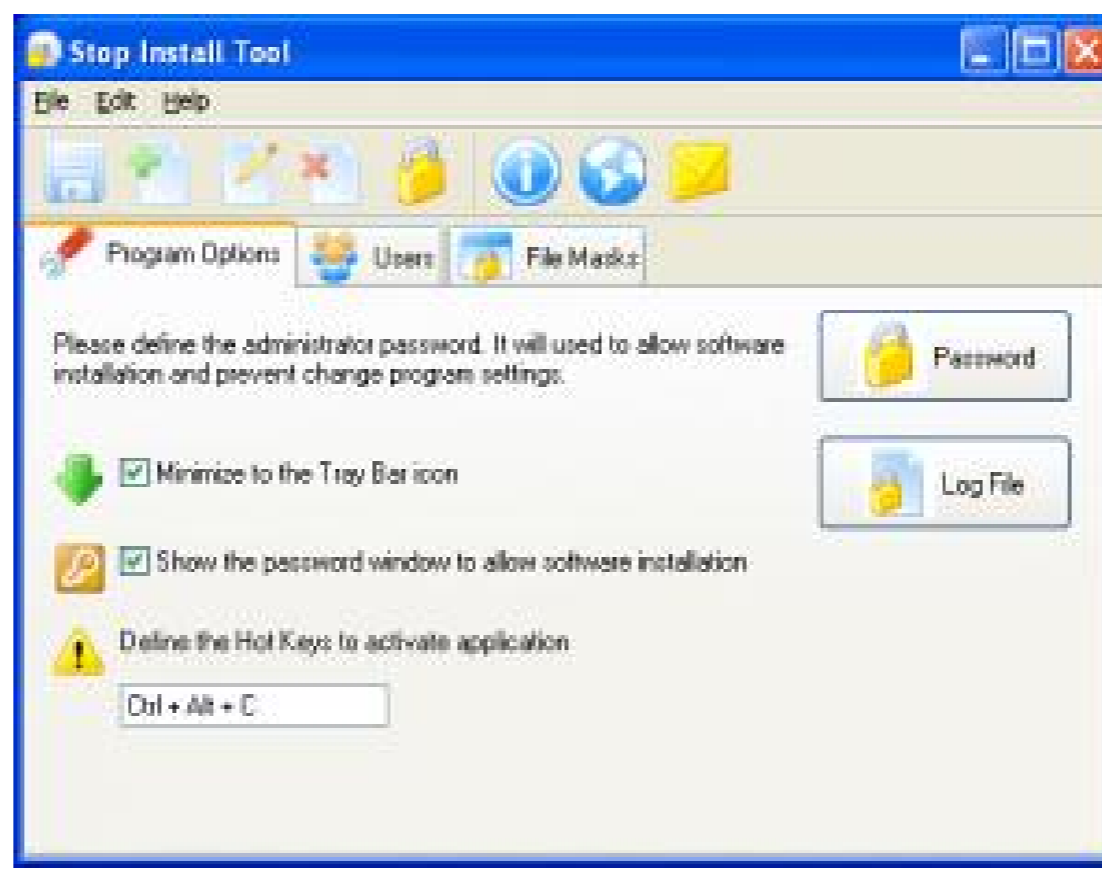 Stop Install Tool
File Edit Help
Program Options Users File Masks
Please define the administrator password. It will used to allow software
installation and prevent change program settings.
Password
Minimize to the Tray Bar icon
Log File
Show the password window to allow software installation
Define the Hot Keys to activate application
Ctrl + Alt + C